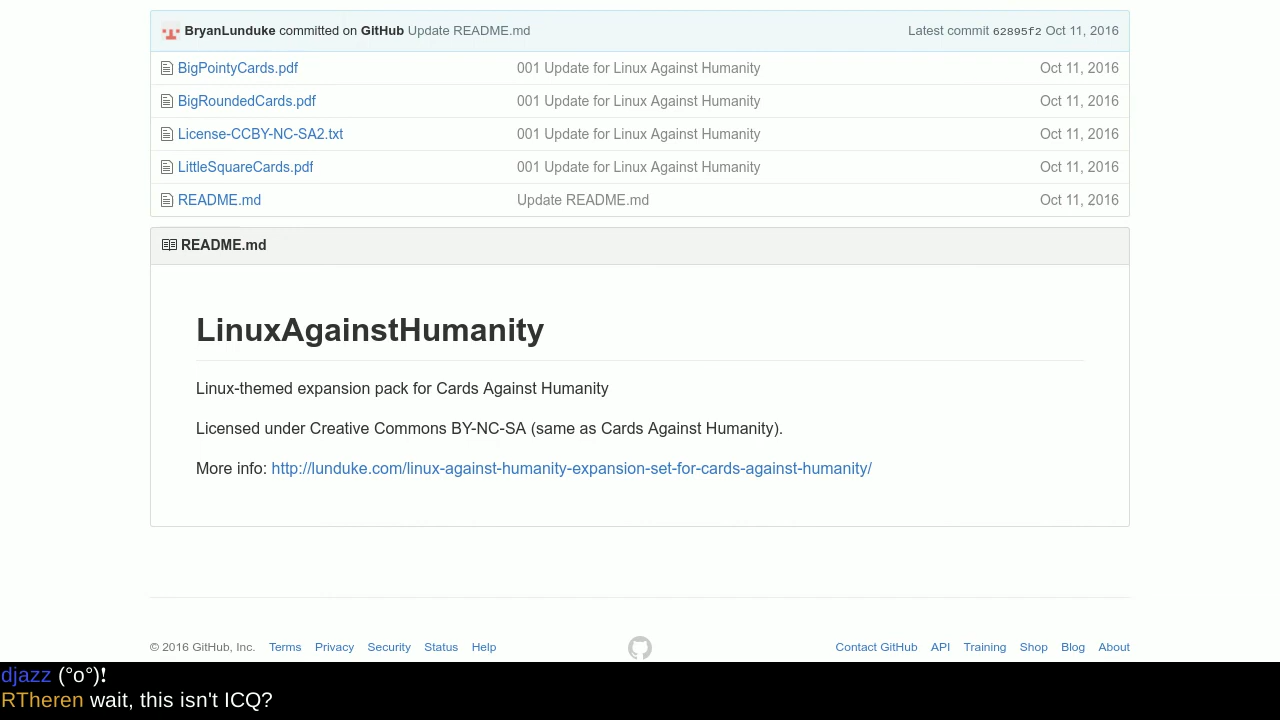 BryanLunduke committed on GitHub Update README.md Latest commit 62895f2 Oct 11, 2016
BigPointyCards.pdf 001 Update for Linux Against Humanity Oct 11, 2016
BigRoundedCards.pdf 001 Update for Linux Against Humanity Oct 11, 2016
License-CCBY-NC-SA2.txt 001 Update for Linux Against Humanity Oct 11, 2016
LittleSquareCards.pdf 001 Update for Linux Against Humanity Oct 11, 2016
README.md Update README.md Oct 11, 2016
README.md
LinuxAgainstHumanity
Linux-themed expansion pack for Cards Against Humanity
Licensed under Creative Commons BY-NC-SA (same as Cards Against Humanity).
More info: http://lunduke.com/linux-against-humanity-expansion-set-for-cards-against-humanity/
© 2016 GitHub, Inc. Terms Privacy Security Status Help Contact GitHub API Training Shop Blog About
djazz (°o°)!
RTheren wait, this isn't ICQ?